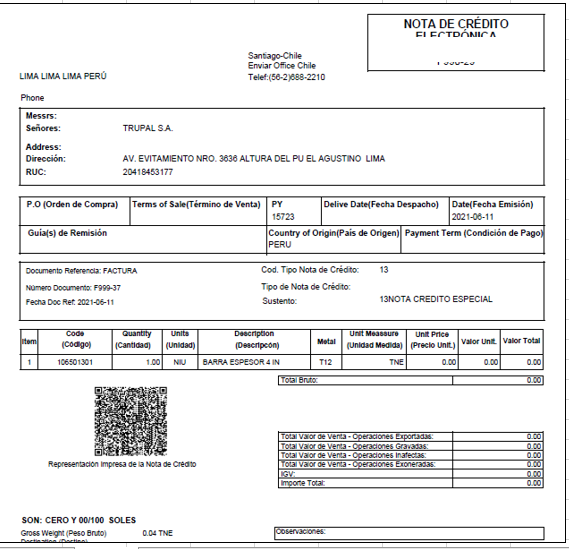 NOTA DE CRÉDITO
ELECTRÓNICA
Santiago-Chile
Enviar Office Chile
LIMA LIMA LIMA PERÚ
Telef:(56-2)688-2210
Phone
Messrs:
Señores: TRUPAL S.A.
Address:
Dirección: AV. EVITAMIENTO NRO. 3636 ALTURA DEL PU EL AGUSTINO LIMA
RUC: 20418453177
P.O (Orden de Compra) Terms of Sale(Término de Venta) PY Delive Date(Fecha Despacho) Date(Fecha Emisión)
15723 2021-06-11
Guia(s) de Remisión Country of Origin(País de Origen) Payment Term (Condición de Pago)
PERU
Documento Referencia: FACTURA Cod. Tipo Nota de Crédito: 13
Número Documento: F999-37 Tipo de Nota de Crédito:
Fecha Doc Ref: 2021-06-11 Sustento: 13NOTA CREDITO ESPECIAL
Item Code Quantity Units Description Metal Unit Meassure Unit Price Valor Unit. Valor Total
(Código) (Cantidad) (Unidad) (Descripcón) (Unidad Medida) (Precio Unit.)
1 106501301 1.00 NIU BARRA ESPESOR 4 IN T12 TNE 0.00 0.00 0.00
Total Bruto: 0.00
Representación Impresa de la Nota de Crédito
Total Valor de Venta - Operaciones Exportadas: 0.00
Total Valor de Venta - Operaciones Gravadas: 0.00
Total Valor de Venta - Operaciones Inafectas: 0.00
Total Valor de Venta - Operaciones Exoneradas: 0.00
IGV: 0.00
Importe Total: 0.00
SON: CERO Y 00/100 SOLES
Gross Weight (Peso Bruto) 0.04 TNE
Observaciones:
Destination (Destino)